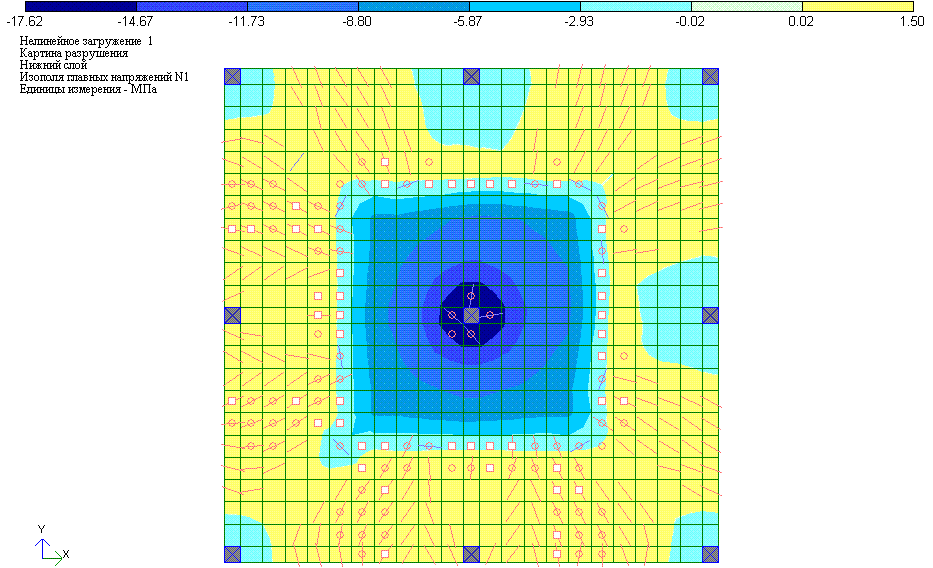 -17.62 -14.67 -11.73 -8.80 -5.87 -2.93 -0.02 0.02 1.50
Нелинейное загружение 1
Картина разрушения
Нижний слой
Изополя главных напряжений N1
Единицы измерения - МПа
Y
X